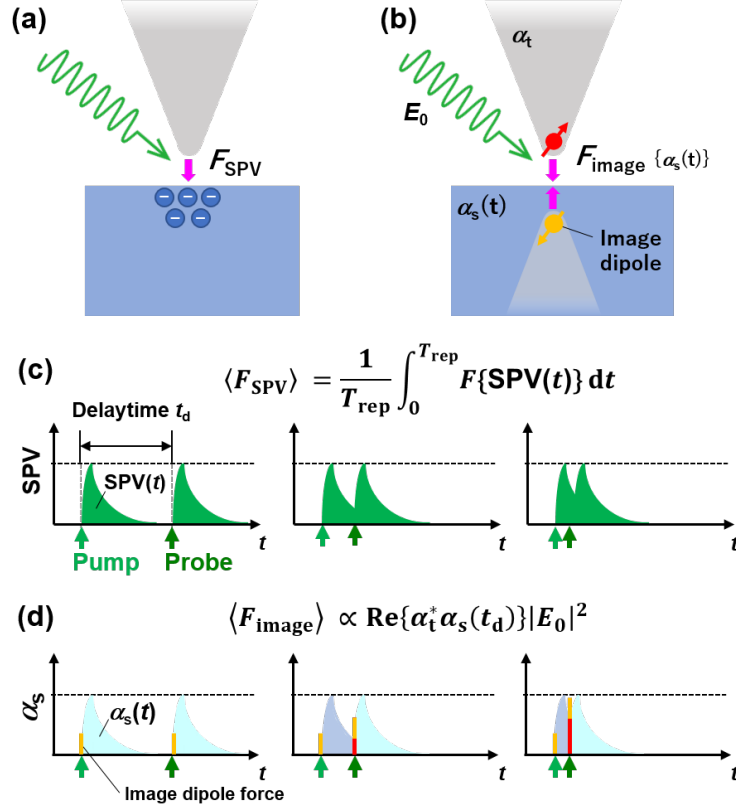 (a)
F_SPV
− − −
− −
(b)
α_t
E_0
F_image {α_s(t)}
α_s(t)
Image
dipole
(c)
⟨F_SPV⟩ = 1/T_rep ∫_0^T_rep F{SPV(t)} dt
Delaytime t_d
SPV
SPV(t)
t
t
t
Pump
Probe
(d)
⟨F_image⟩ ∝ Re{α_t^* α_s(t_d)}|E_0|^2
α_s
α_s(t)
t
t
t
Image dipole force